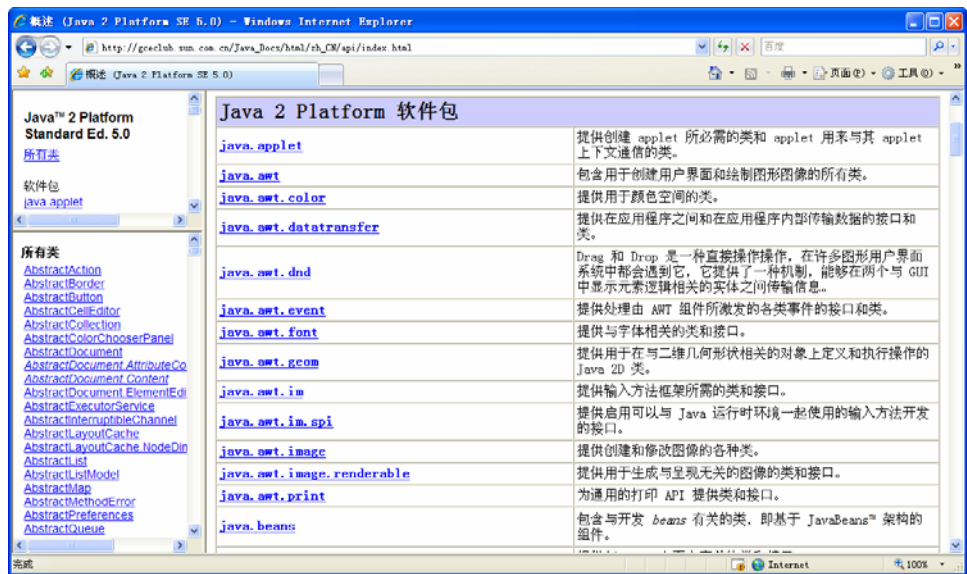 概述 (Java 2 Platform SE 5.0) - Windows Internet Explorer
http://gceclub.sun.com.cn/Java_Docs/html/zh_CN/api/index.html
百度
概述 (Java 2 Platform SE 5.0)
页面(P)
工具(O)
Java™ 2 Platform
Standard Ed. 5.0
所有类
软件包
java.applet
所有类
AbstractAction
AbstractBorder
AbstractButton
AbstractCellEditor
AbstractCollection
AbstractColorChooserPanel
AbstractDocument
AbstractDocument.AttributeCo
AbstractDocument.Content
AbstractDocument.ElementEdi
AbstractExecutorService
AbstractInterruptibleChannel
AbstractLayoutCache
AbstractLayoutCache.NodeDin
AbstractList
AbstractListModel
AbstractMap
AbstractMethodError
AbstractPreferences
AbstractQueue
Java 2 Platform 软件包
java.applet
提供创建 applet 所必需的类和 applet 用来与其 applet
上下文通信的类。
java.awt
包含用于创建用户界面和绘制图形图像的所有类。
java.awt.color
提供用于颜色空间的类。
java.awt.datatransfer
提供在应用程序之间和在应用程序内部传输数据的接口和
类。
java.awt.dnd
Drag 和 Drop 是一种直接操作操作，在许多图形用户界面
系统中都会遇到它，它提供了一种机制，能够在两个与 GUI
中显示元素逻辑相关的实体之间传输信息。
java.awt.event
提供处理由 AWT 组件所激发的各类事件的接口和类。
java.awt.font
提供与字体相关的类和接口。
java.awt.geom
提供用于在与二维几何形状相关的对象上定义和执行操作的
Java 2D 类。
java.awt.im
提供输入方法框架所需的类和接口。
java.awt.im.spi
提供启用可以与 Java 运行时环境一起使用的输入方法开发
的接口。
java.awt.image
提供创建和修改图像的各种类。
java.awt.image.renderable
提供用于生成与呈现无关的图像的类和接口。
java.awt.print
为通用的打印 API 提供类和接口。
java.beans
包含与开发 beans 有关的类，即基于 JavaBeans™ 架构的
组件。
完成
Internet
100%